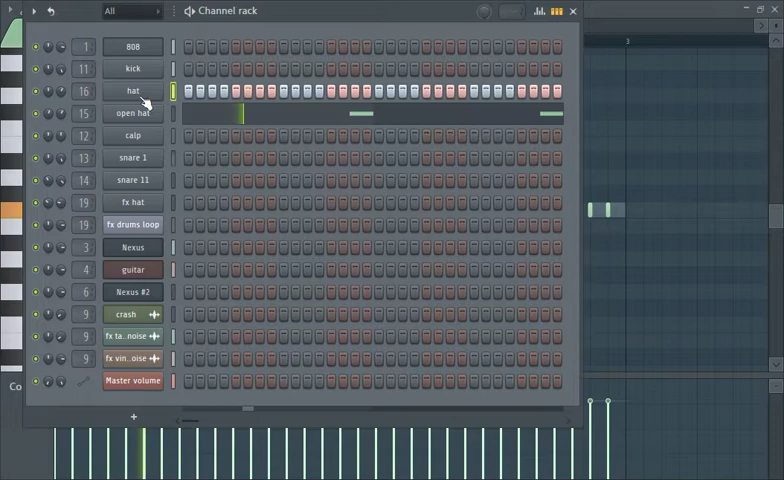 All
Channel rack
3
1 808
11 kick
16 hat
15 open hat
12 calp
13 snare 1
14 snare 11
19 fx hat
19 fx drums loop
3 Nexus
4 guitar
6 Nexus #2
9 crash
9 fx ta..noise
9 fx vin..oise
Master volume
Co
+